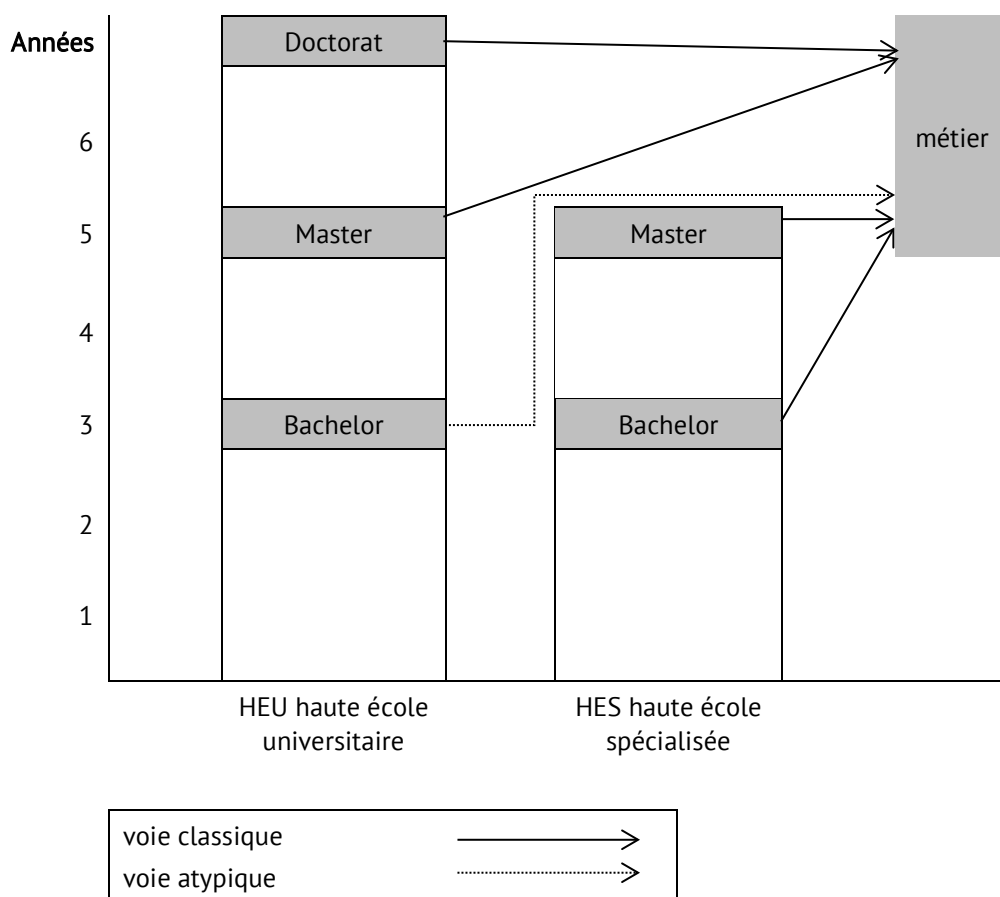 Années
Doctorat
6
métier
5
Master
Master
4
3
Bachelor
Bachelor
2
1
HEU haute école
universitaire
HES haute école
spécialisée
voie classique
voie atypique